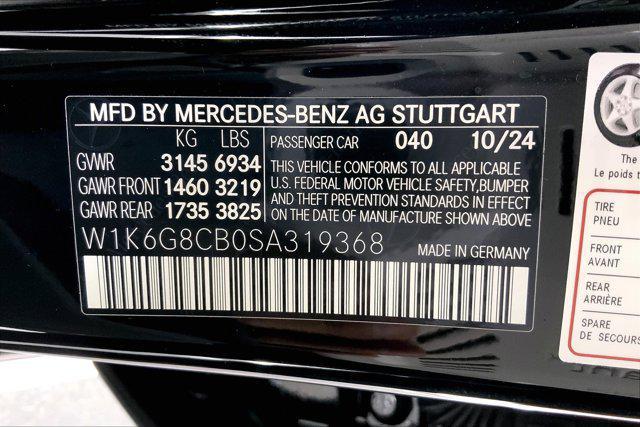 MFD BY MERCEDES-BENZ AG STUTTGART
KG LBS
GVWR 3145 6934
GAWR FRONT 1460 3219
GAWR REAR 1735 3825
PASSENGER CAR 040 10/24
THIS VEHICLE CONFORMS TO ALL APPLICABLE
U.S. FEDERAL MOTOR VEHICLE SAFETY,BUMPER
AND THEFT PREVENTION STANDARDS IN EFFECT
ON THE DATE OF MANUFACTURE SHOWN ABOVE
W1K6G8CB0SA319368 MADE IN GERMANY
The
Le poids t
TIRE
PNEU
FRONT
AVANT
REAR
ARRIÈRE
SPARE
DE SECOURS